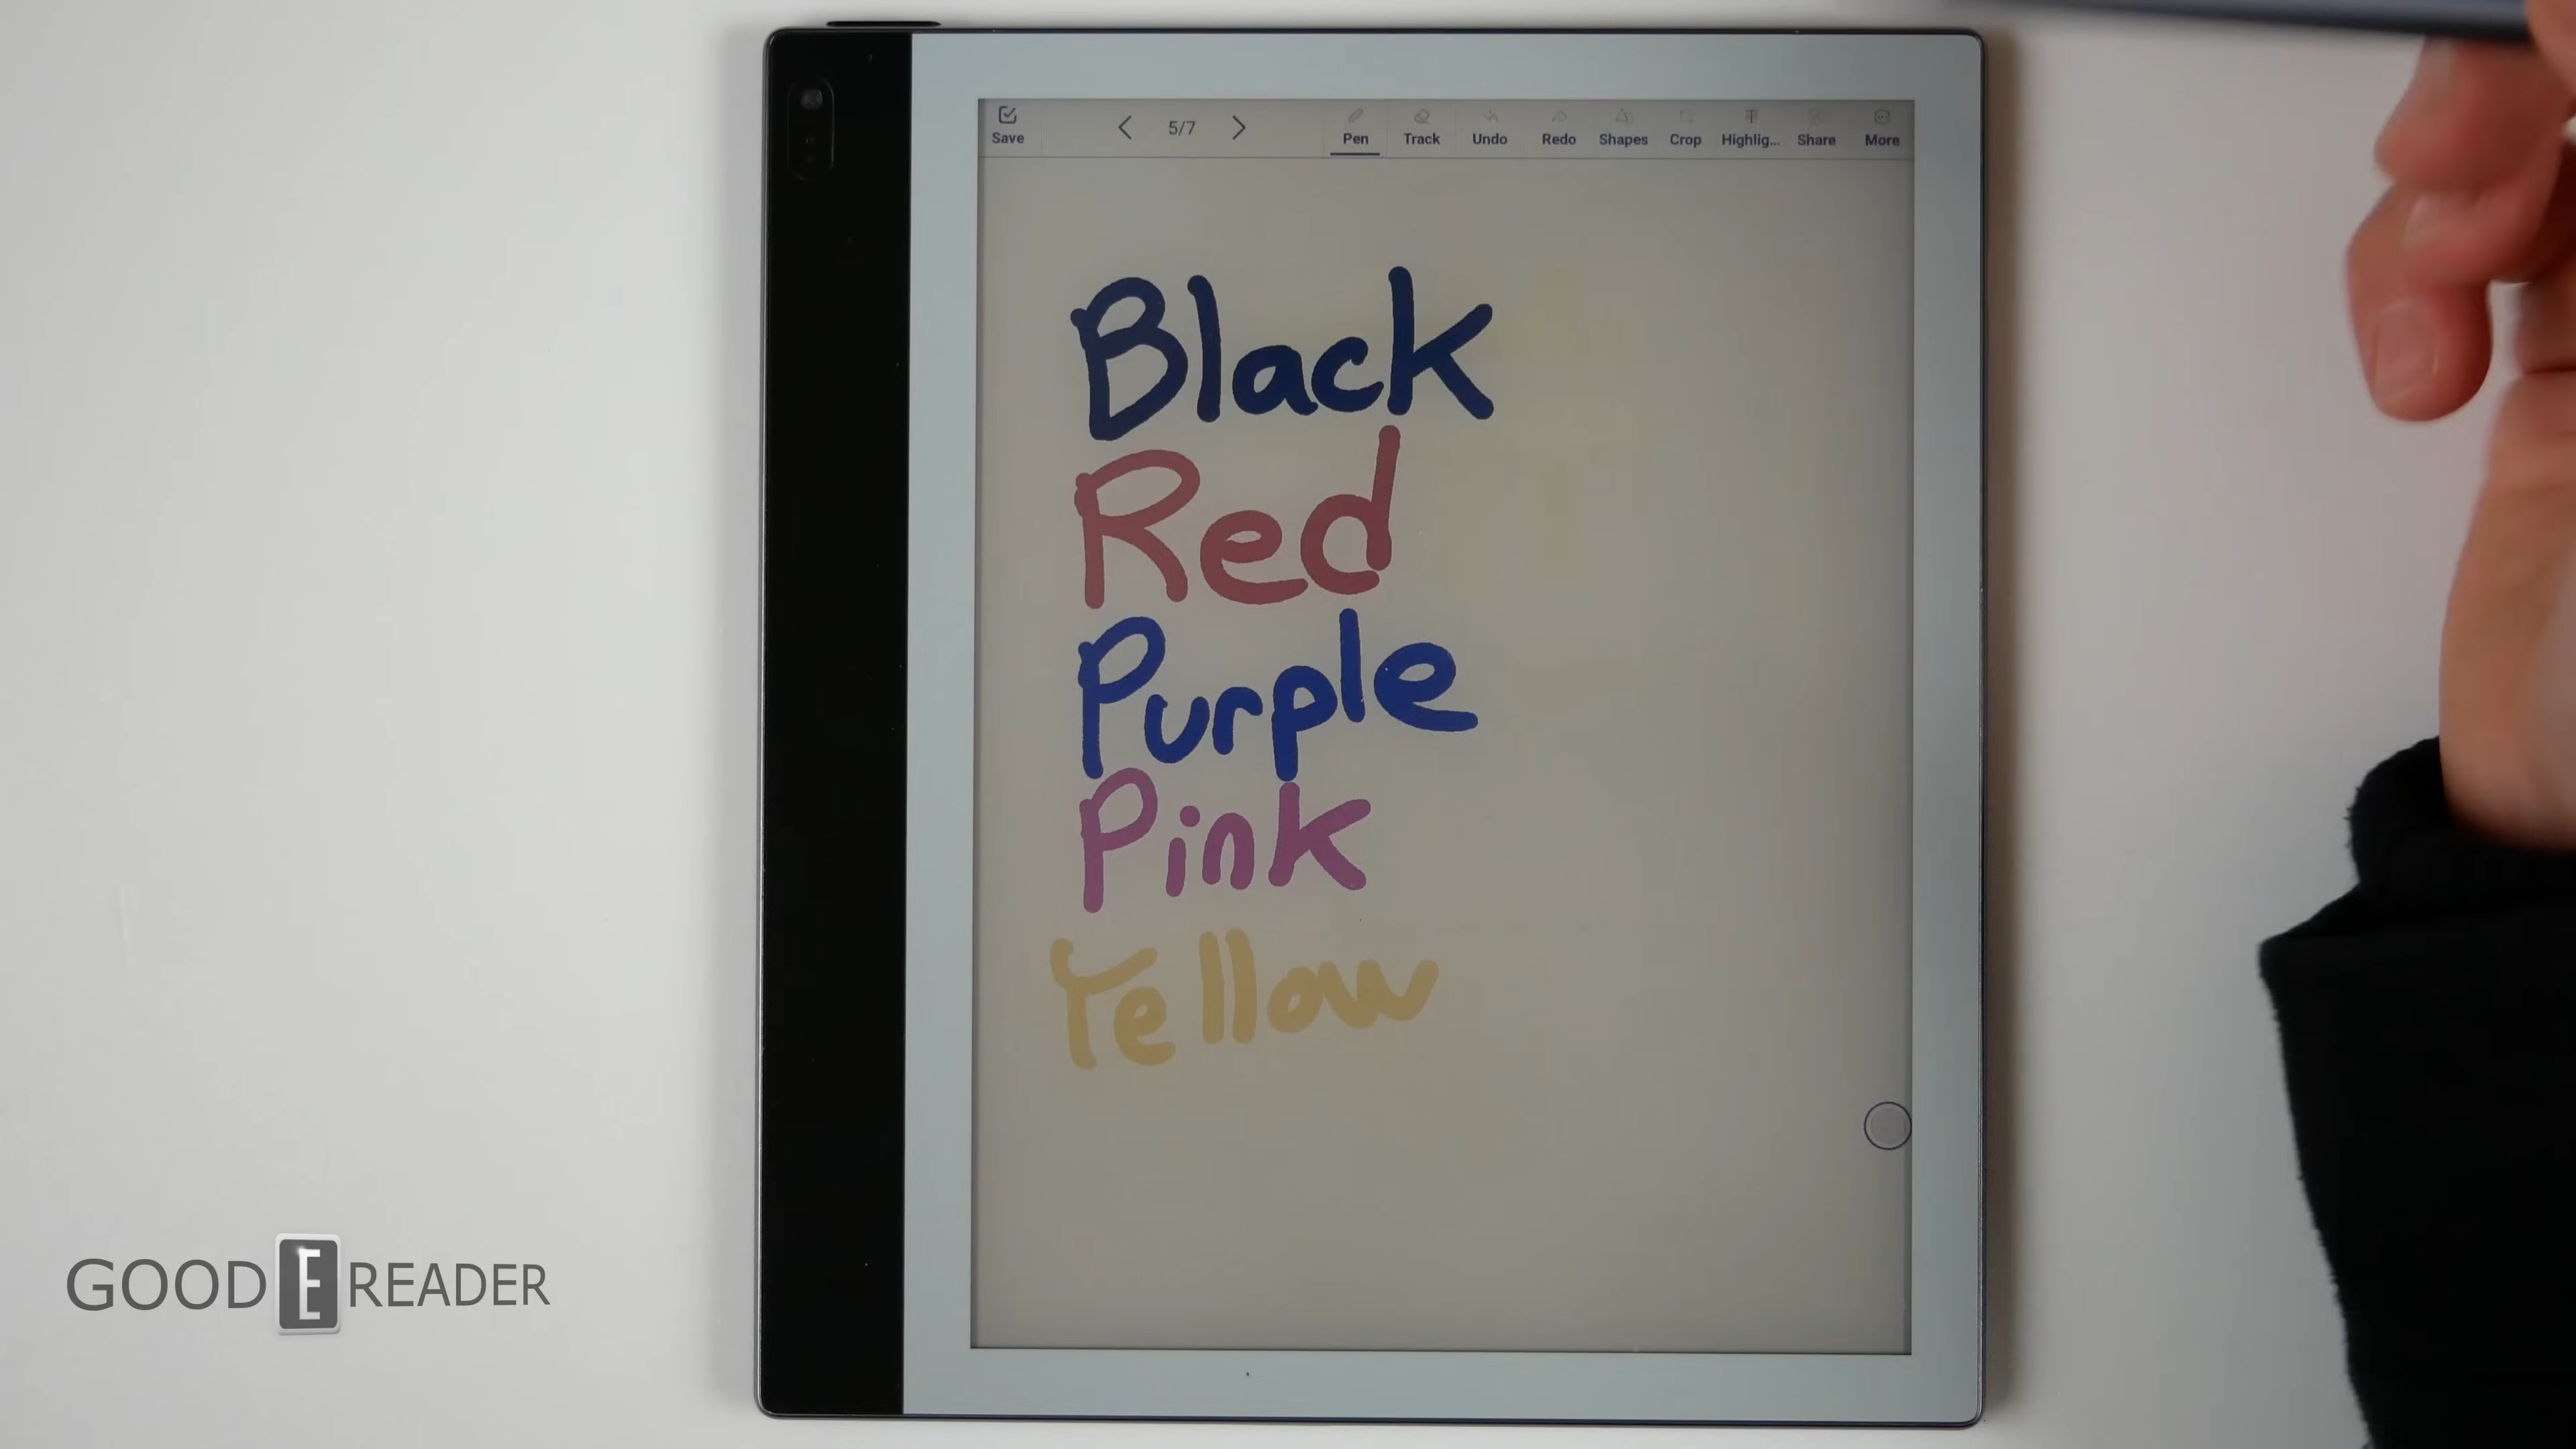 Save 5/7 Pen Track Undo Redo Shapes Crop Highlig... Share More
Black
Red
Purple
Pink
Yellow
GOOD E READER